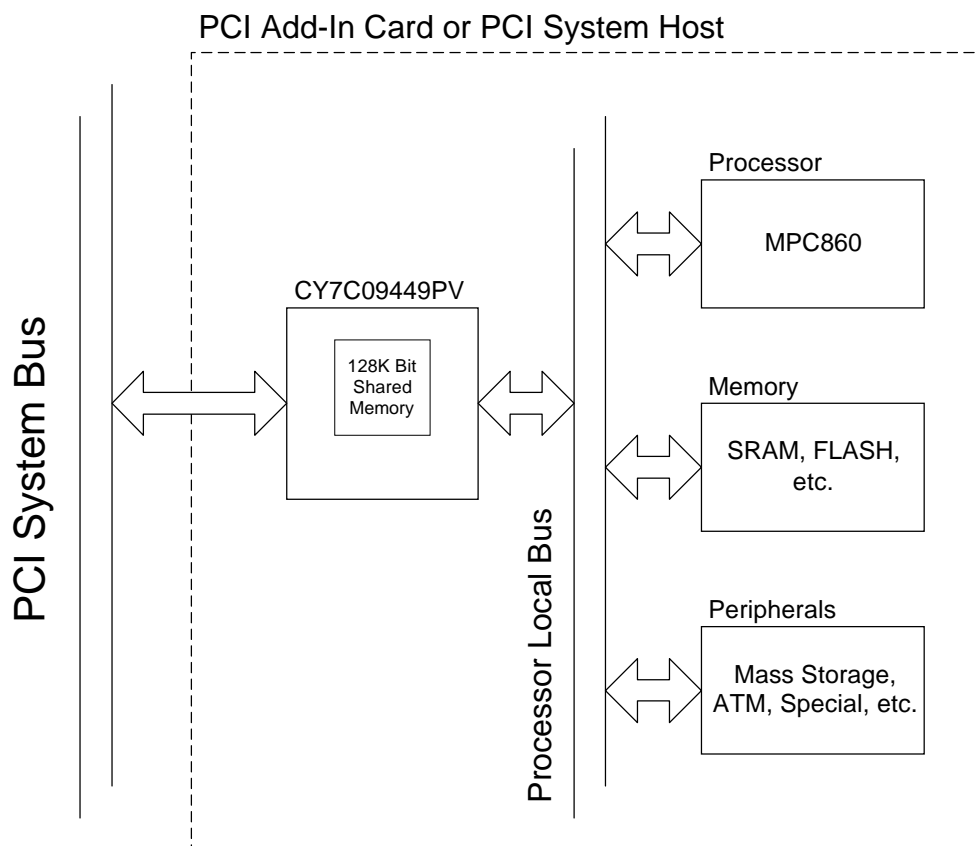 PCI Add-In Card or PCI System Host
PCI System Bus
CY7C09449PV
128K Bit
Shared
Memory
Processor Local Bus
Processor
MPC860
Memory
SRAM, FLASH,
etc.
Peripherals
Mass Storage,
ATM, Special, etc.